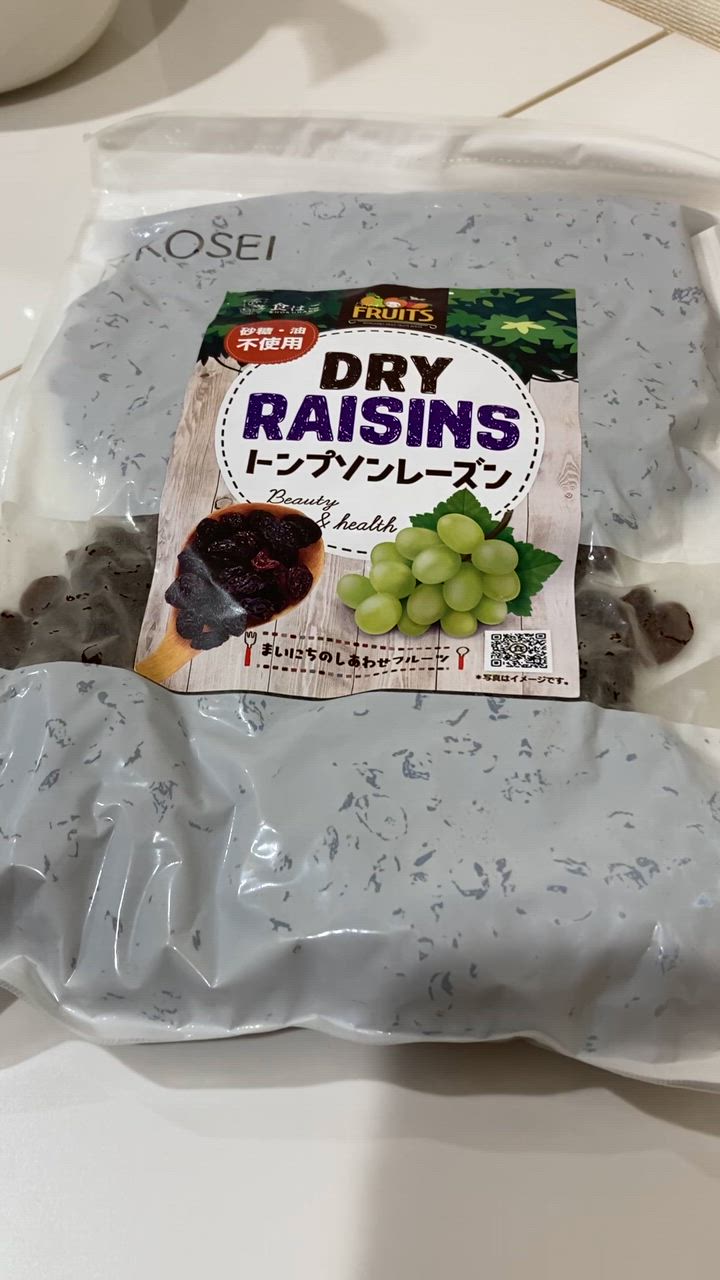 KOSEI
食は
FRUITS
砂糖・油
不使用
DRY
RAISINS
トンプソンレーズン
Beauty
& health
まいにちのしあわせフルーツ
*写真はイメージです。